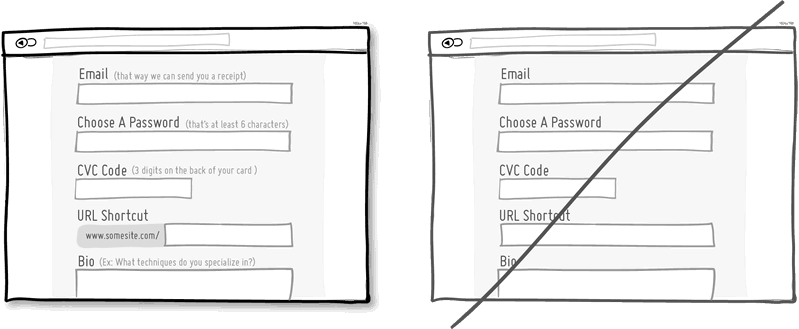 Email (that way we can send you a receipt)
Choose A Password (that's at least 6 characters)
CVC Code (3 digits on the back of your card )
URL Shortcut
www.somesite.com/
Bio (Ex: What techniques do you specialize in?)
Email
Choose A Password
CVC Code
URL Shortcut
Bio